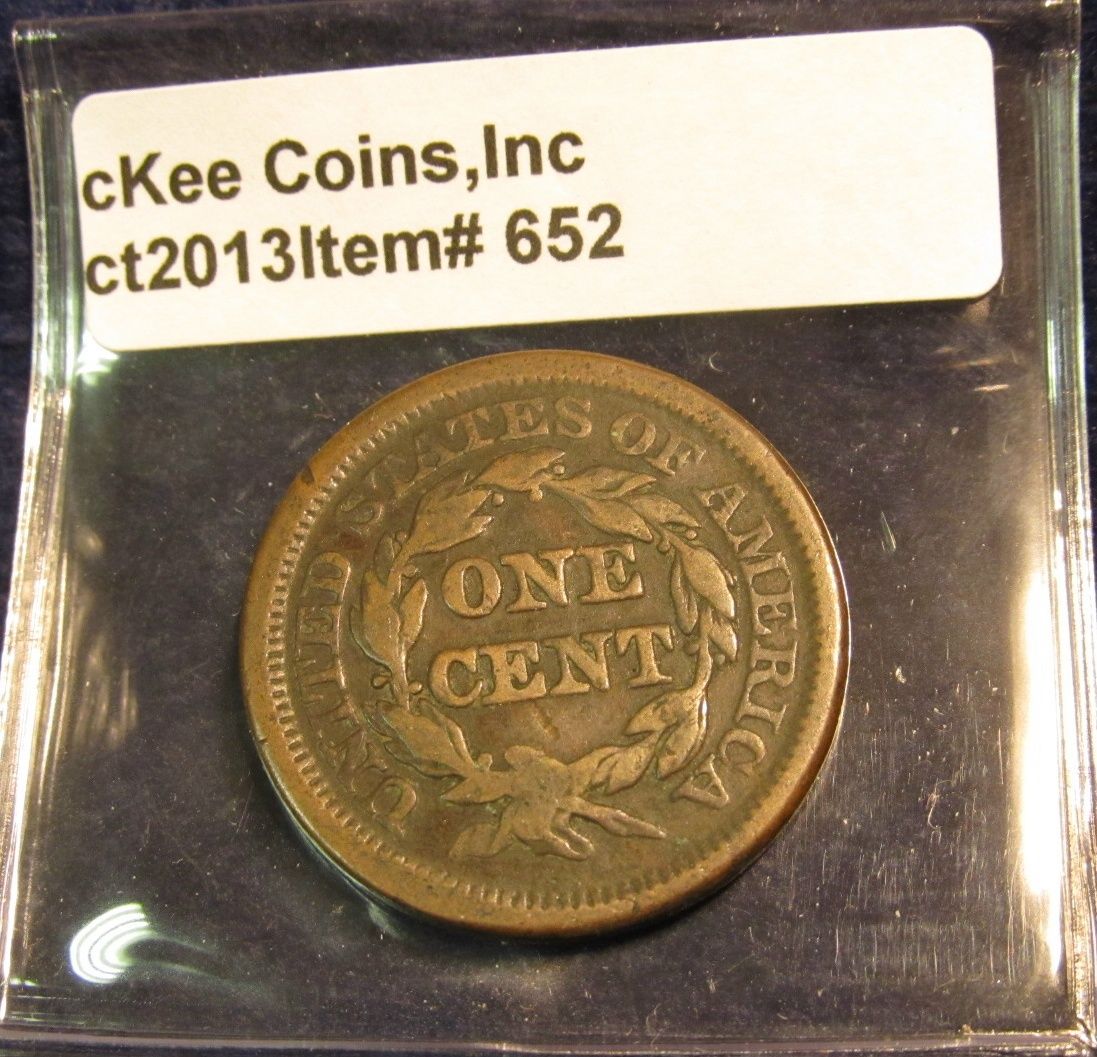 cKee Coins,Inc
ct2013Item# 652
UNITED STATES OF AMERICA
ONE
CENT